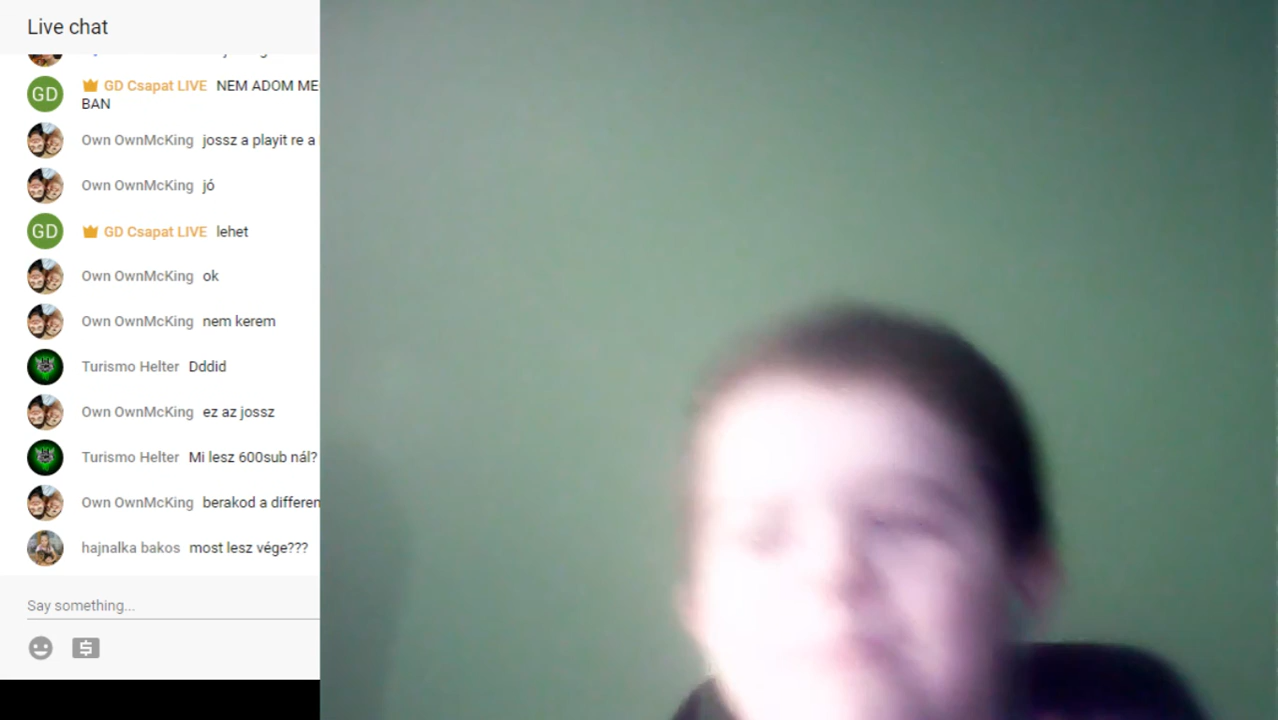 Live chat
GD GD Csapat LIVE NEM ADOM ME
BAN
Own OwnMcKing jossz a playit re a
Own OwnMcKing jó
GD GD Csapat LIVE lehet
Own OwnMcKing ok
Own OwnMcKing nem kerem
Turismo Helter Dddid
Own OwnMcKing ez az jossz
Turismo Helter Mi lesz 600sub nál?
Own OwnMcKing berakod a differen
hajnalka bakos most lesz vége???
Say something...